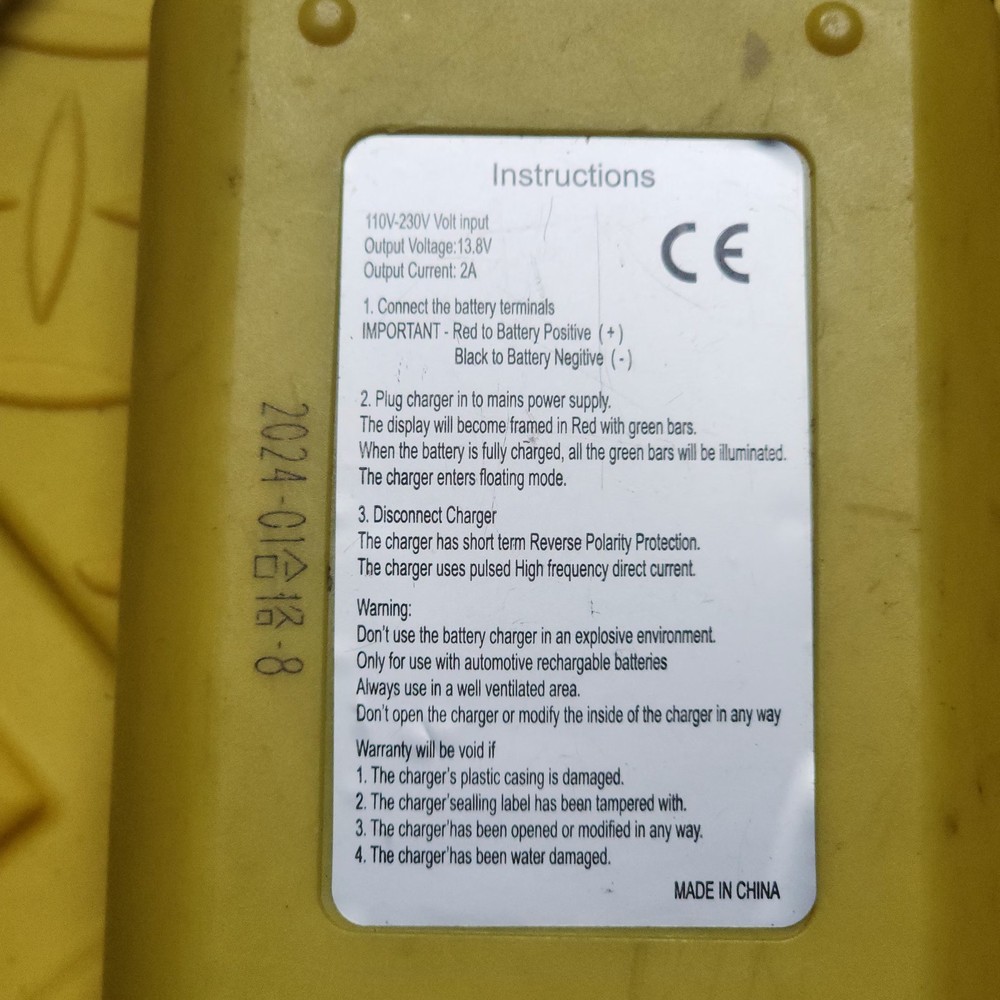 Instructions
110V-230V Volt input
Output Voltage:13.8V
Output Current: 2A
CE
1. Connect the battery terminals
IMPORTANT - Red to Battery Positive ( + )
Black to Battery Negitive ( - )
2. Plug charger in to mains power supply.
The display will become framed in Red with green bars.
When the battery is fully charged, all the green bars will be illuminated.
The charger enters floating mode.
3. Disconnect Charger
The charger has short term Reverse Polarity Protection.
The charger uses pulsed High frequency direct current.
Warning:
Don't use the battery charger in an explosive environment.
Only for use with automotive rechargable batteries
Always use in a well ventilated area.
Don't open the charger or modify the inside of the charger in any way
Warranty will be void if
1. The charger's plastic casing is damaged.
2. The charger'sealling label has been tampered with.
3. The charger'has been opened or modified in any way.
4. The charger'has been water damaged.
MADE IN CHINA
2024-01合格-8